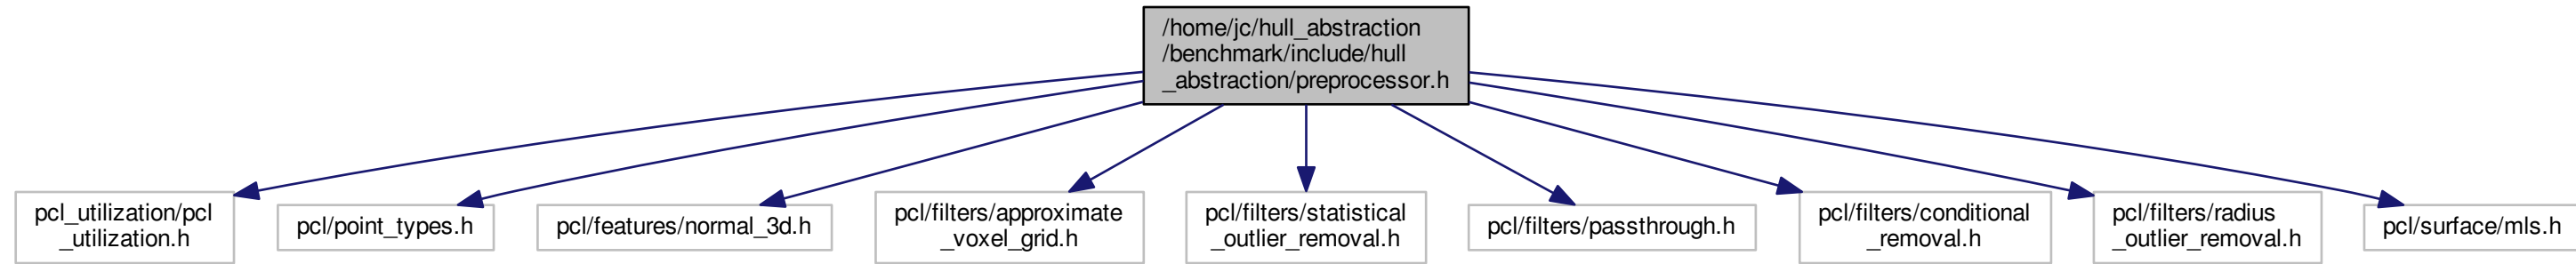 /home/jc/hull_abstraction
/benchmark/include/hull
_abstraction/preprocessor.h
pcl_utilization/pcl
_utilization.h
pcl/point_types.h
pcl/features/normal_3d.h
pcl/filters/approximate
_voxel_grid.h
pcl/filters/statistical
_outlier_removal.h
pcl/filters/passthrough.h
pcl/filters/conditional
_removal.h
pcl/filters/radius
_outlier_removal.h
pcl/surface/mls.h